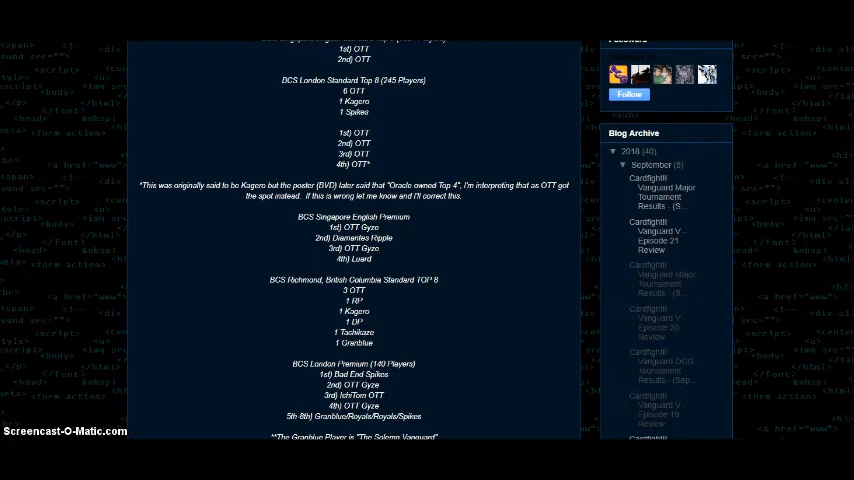 1st) OTT
2nd) OTT
BCS London Standard Top 8 (245 Players)
6 OTT
1 Kagero
1 Spikes
1st) OTT
2nd) OTT
3rd) OTT
4th) OTT*
*This was originally said to be Kagero but the poster (BVD) later said that "Oracle owned Top 4", I'm interpreting that as OTT got
the spot instead.  If this is wrong let me know and I'll correct this.
BCS Singapore English Premium
1st) OTT Gyze
2nd) Diamantes Ripple
3rd) OTT Gyze
4th) Luard
BCS Richmond, British Columbia Standard TOP 8
3 OTT
1 RP
1 Kagero
1 DP
1 Tachikaze
1 Granblue
BCS London Premium (140 Players)
1st) Bad End Spikes
2nd) OTT Gyze
3rd) IchiTom OTT
4th) OTT Gyze
5th-8th) Granblue/Royals/Royals/Spikes
**The Granblue Player is "The Solemn Vanguard"
Followers
Follow
Blog Archive
▼ 2018 (40)
▼ September (5)
Cardfight!!
Vanguard Major
Tournament
Results - (S...
Cardfight!!
Vanguard V -
Episode 21
Review
Cardfight!!
Vanguard Major
Tournament
Results - (S...
Cardfight!!
Vanguard V -
Episode 20
Review
Cardfight!!
Vanguard OCG
Tournament
Results - (Sep...
Cardfight!!
Vanguard V -
Episode 19
Review
Cardfight!!
Screencast-O-Matic.com